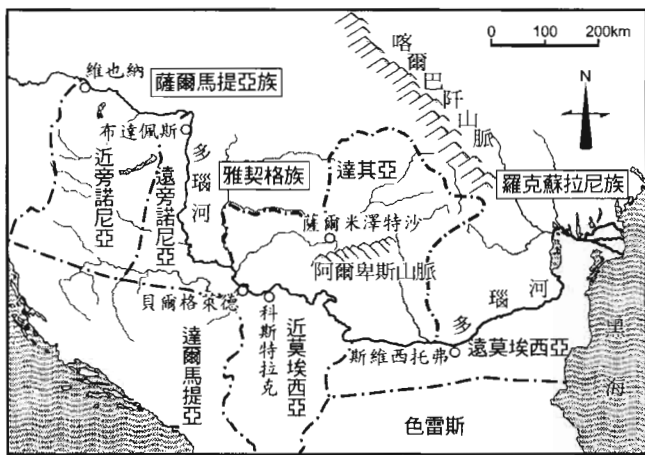 0 100 200km
N
維也納
薩爾馬提亞族
喀爾巴阡山脈
布達佩斯
多瑙河
近旁諾尼亞
遠旁諾尼亞
雅契格族
達其亞
羅克蘇拉尼族
薩爾米澤特沙
阿爾卑斯山脈
貝爾格萊德
科斯特拉克
達爾馬提亞
近莫埃西亞
多瑙河
斯維西托弗
遠莫埃西亞
黑海
色雷斯